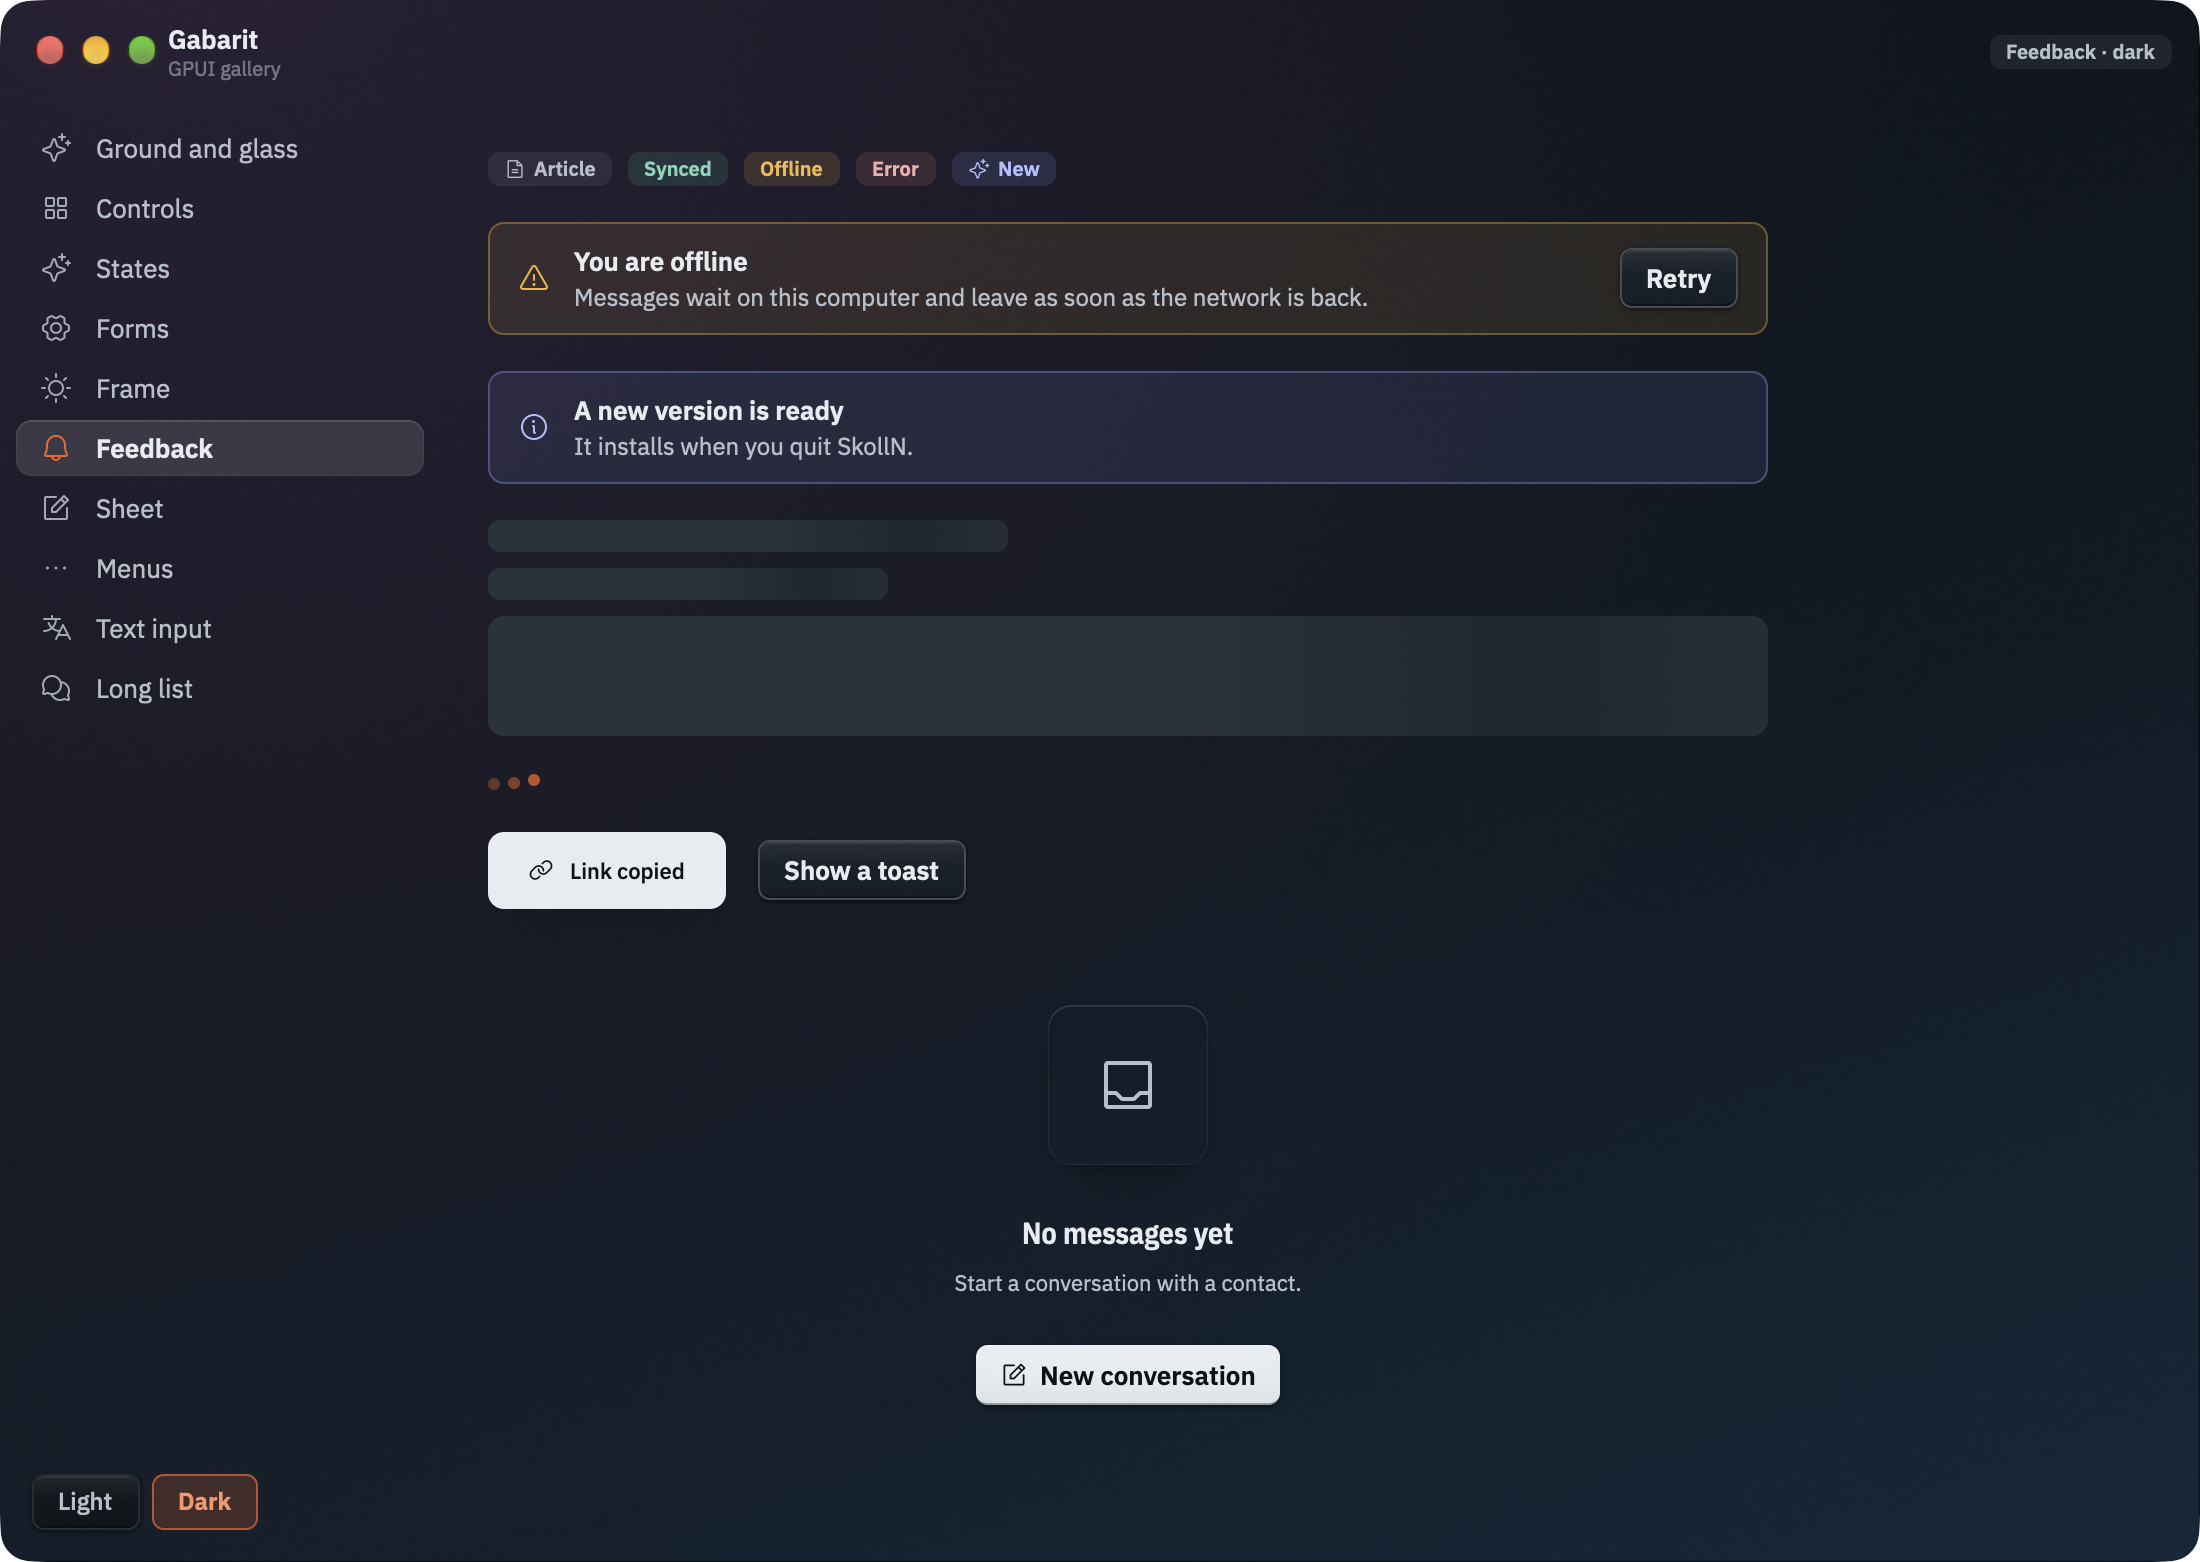 Gabarit
GPUI gallery
Feedback · dark
Ground and glass
Controls
States
Forms
Frame
Feedback
Sheet
Menus
Text input
Long list
Article
Synced
Offline
Error
New
You are offline
Messages wait on this computer and leave as soon as the network is back.
Retry
A new version is ready
It installs when you quit SkollN.
Link copied
Show a toast
No messages yet
Start a conversation with a contact.
New conversation
Light
Dark